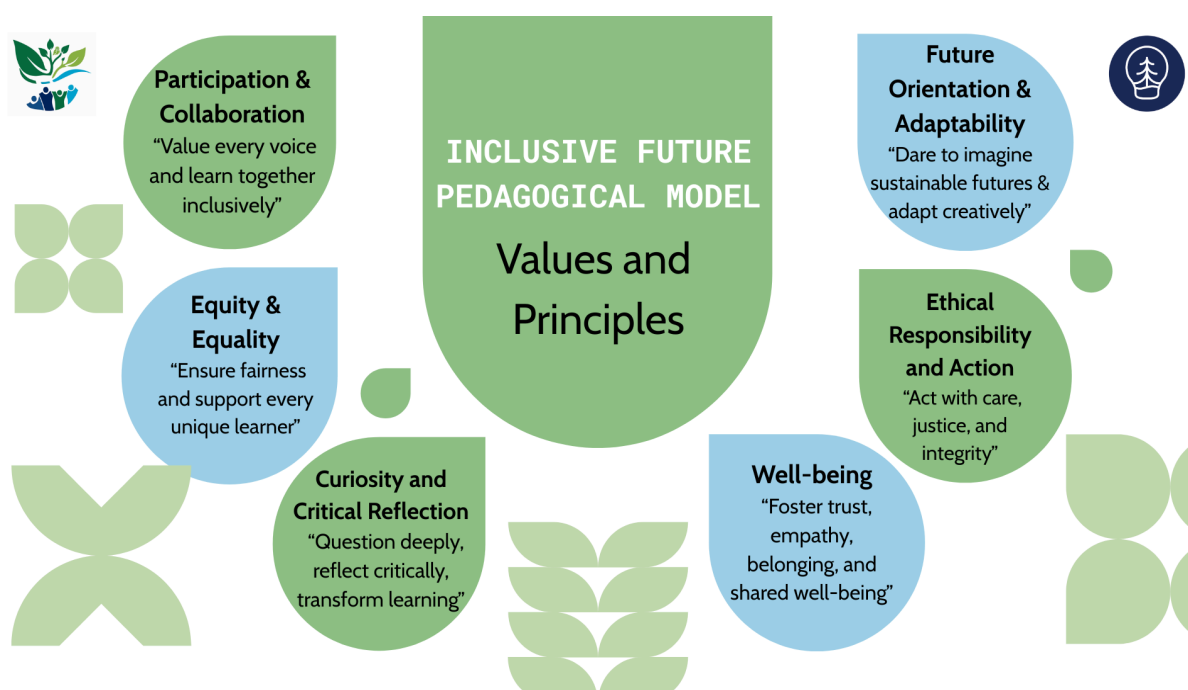 INCLUSIVE FUTURE
PEDAGOGICAL MODEL
Values and
Principles
Participation &
Collaboration
“Value every voice
and learn together
inclusively”
Equity &
Equality
“Ensure fairness
and support every
unique learner”
Curiosity and
Critical Reflection
“Question deeply,
reflect critically,
transform learning”
Well-being
“Foster trust,
empathy,
belonging, and
shared well-being”
Ethical
Responsibility
and Action
“Act with care,
justice, and
integrity”
Future
Orientation &
Adaptability
“Dare to imagine
sustainable futures &
adapt creatively”